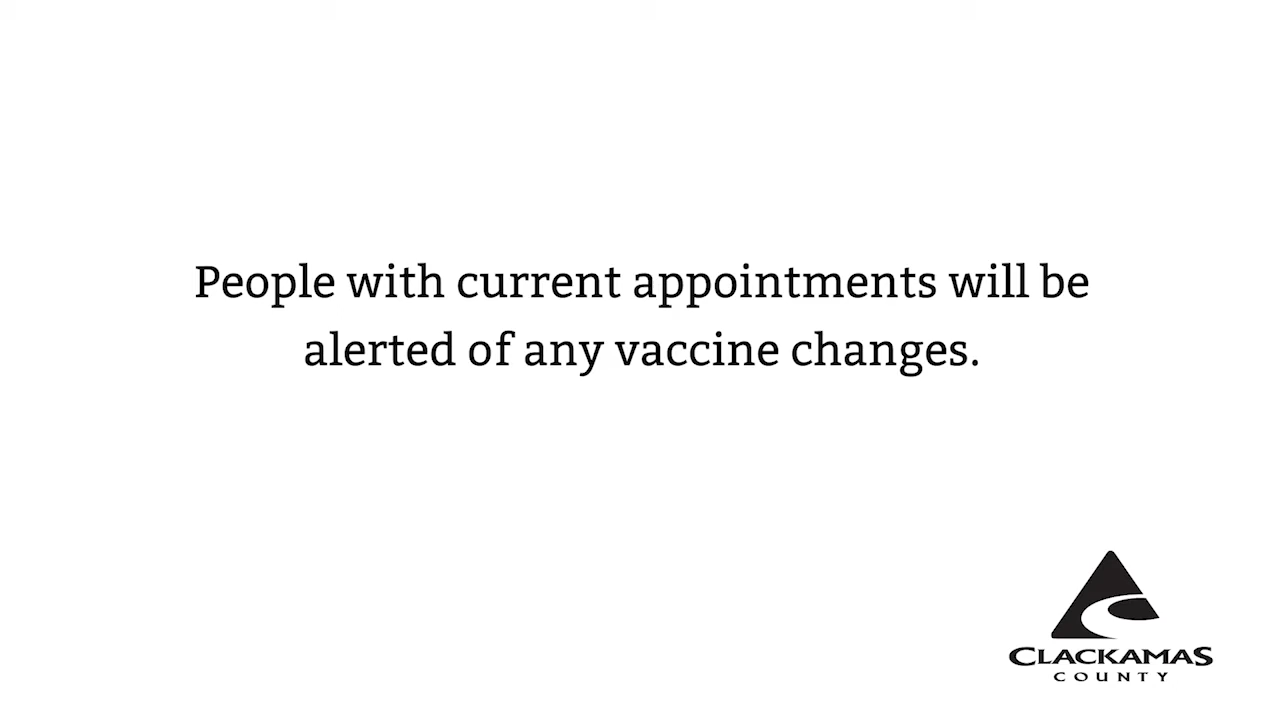 People with current appointments will be
alerted of any vaccine changes.
CLACKAMAS
COUNTY